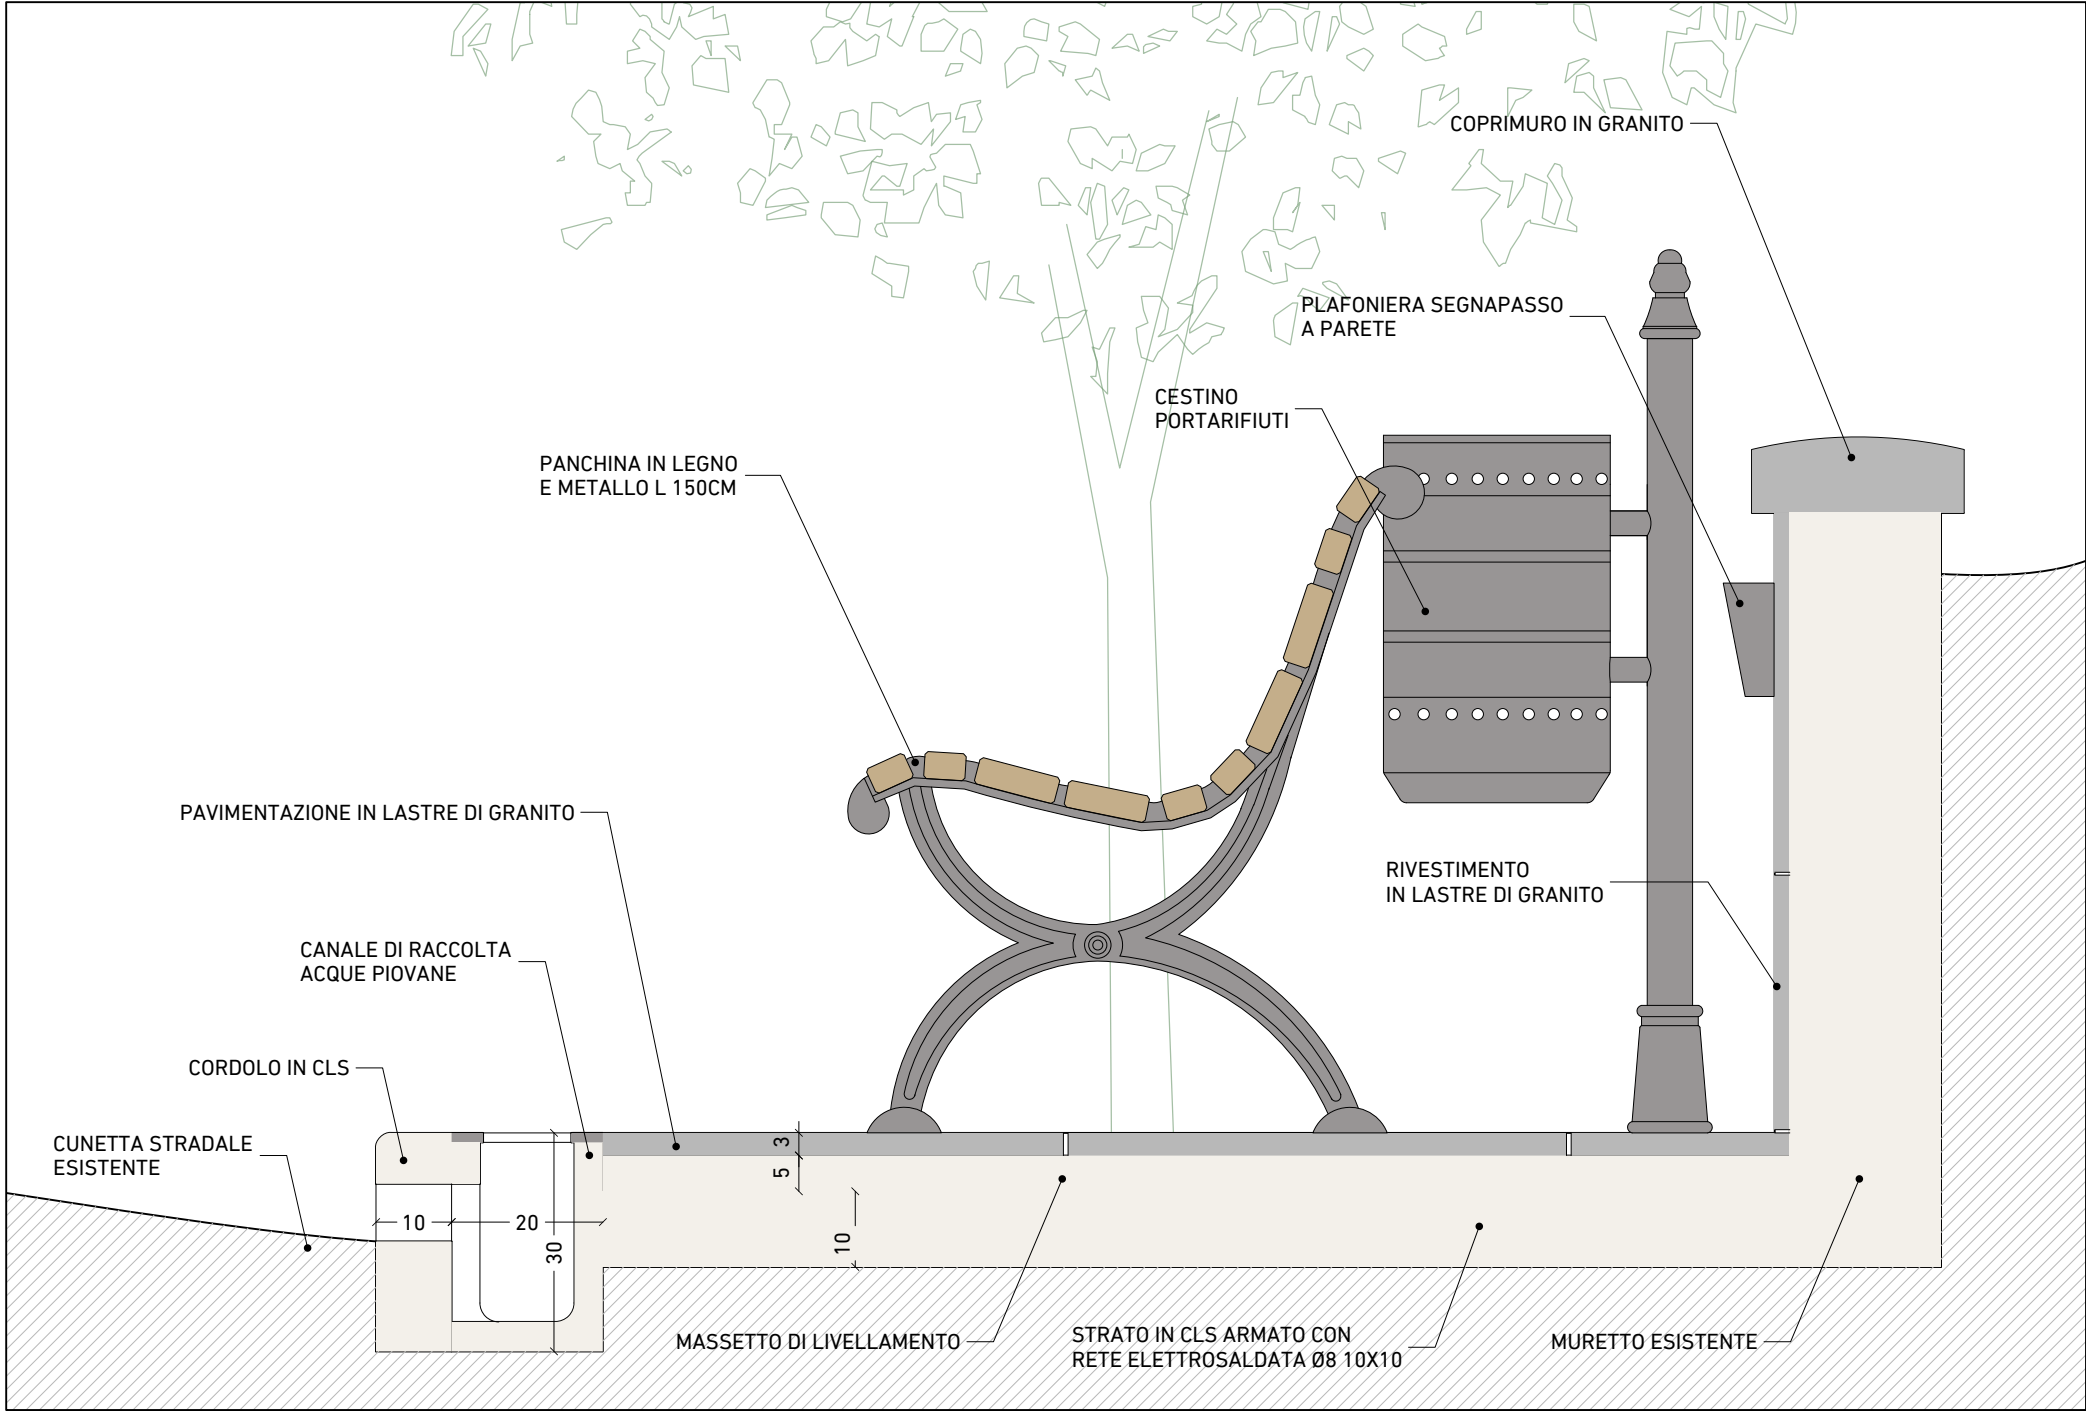 COPRIMURO IN GRANITO
PLAFONIERA SEGNAPASSO
A PARETE
CESTINO
PORTARIFIUTI
PANCHINA IN LEGNO
E METALLO L 150CM
PAVIMENTAZIONE IN LASTRE DI GRANITO
RIVESTIMENTO
IN LASTRE DI GRANITO
CANALE DI RACCOLTA
ACQUE PIOVANE
CORDOLO IN CLS
CUNETTA STRADALE
ESISTENTE
3
5
10
20
30
10
MASSETTO DI LIVELLAMENTO
STRATO IN CLS ARMATO CON
RETE ELETTROSALDATA Ø8 10X10
MURETTO ESISTENTE